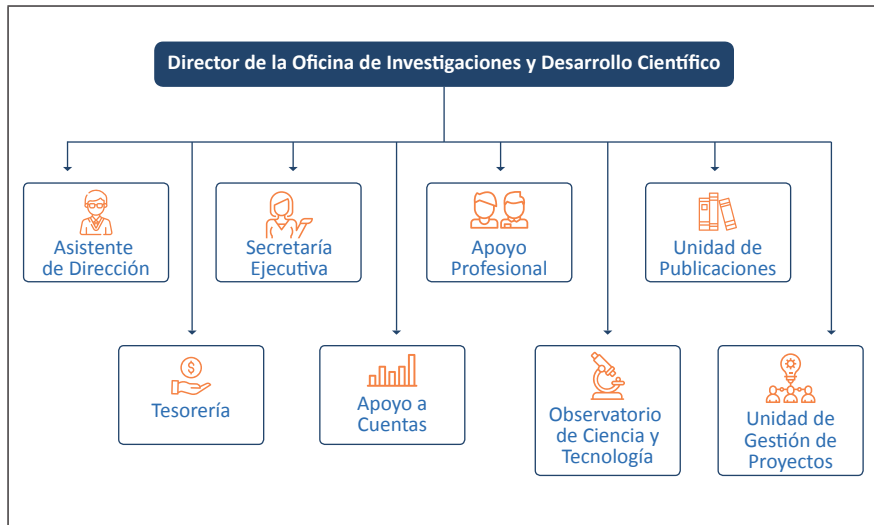 Director de la Oficina de Investigaciones y Desarrollo Científico
Asistente
de Dirección
Secretaría
Ejecutiva
Apoyo
Profesional
Unidad de
Publicaciones
$
Tesorería
Apoyo a
Cuentas
Observatorio
de Ciencia y
Tecnología
Unidad de
Gestión de
Proyectos